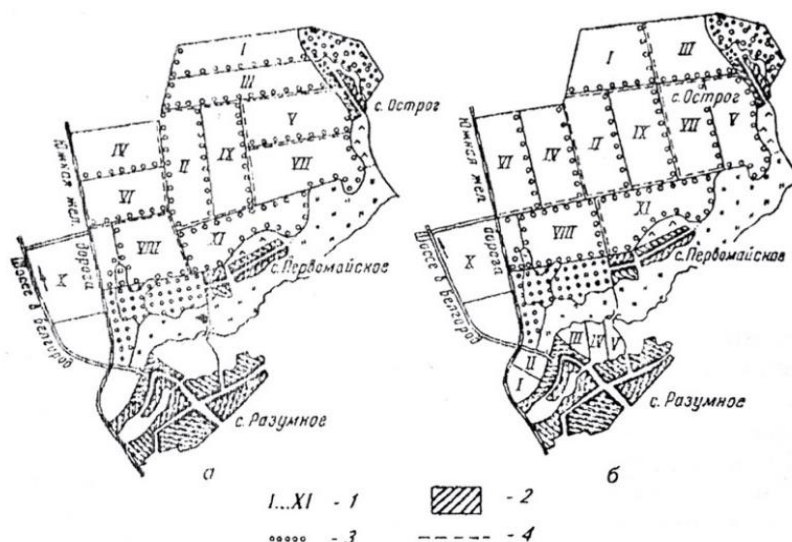 I
III
с. Острог
IV
II
IX
V
VI
VII
Южная жел. дорога
VIII
XI
X
с. Первомайское
Шоссе в Белгород
с. Разумное
а
I
III
с. Острог
VI
IV
II
IX
VII
V
Южная жел. дорога
VIII
XI
X
с. Первомайское
Шоссе в Белгород
III
IV
V
II
I
с. Разумное
б
I...XI - 1
- 2
- 3
- 4